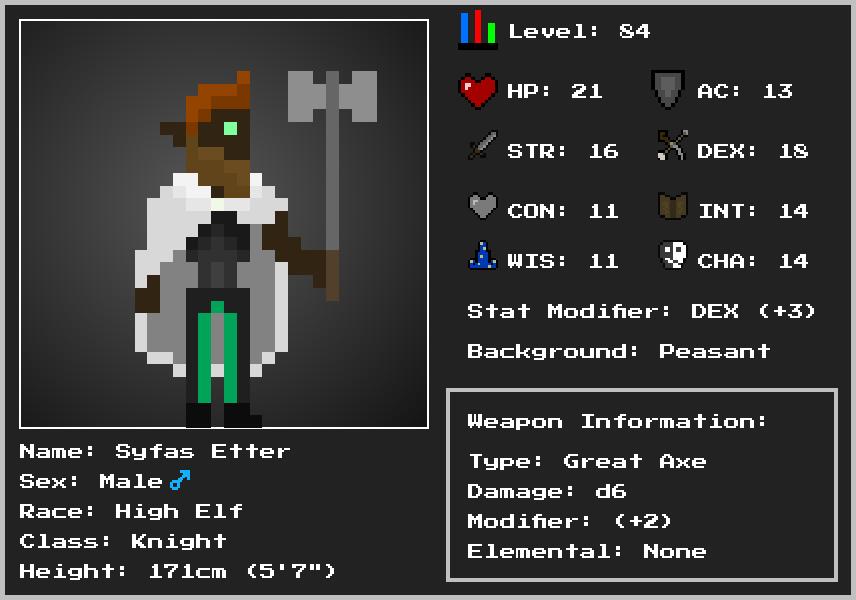 Level: 84
HP: 21
AC: 13
STR: 16
DEX: 18
CON: 11
INT: 14
WIS: 11
CHA: 14
Stat Modifier: DEX (+3)
Background: Peasant
Weapon Information:
Type: Great Axe
Damage: d6
Modifier: (+2)
Elemental: None
Name: Syfas Etter
Sex: Male♂
Race: High Elf
Class: Knight
Height: 171cm (5'7")